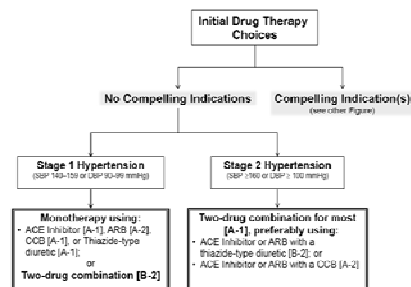 Initial Drug Therapy
Choices
No Compelling Indications
Compelling Indication(s)
(see other Figure)
Stage 1 Hypertension
(SBP 140–159 or DBP 90-99 mmHg)
Stage 2 Hypertension
(SBP ≥160 or DBP ≥ 100 mmHg)
Monotherapy using:
• ACE Inhibitor [A-1], ARB [A-2],
CCB [A-1], or Thiazide-type
diuretic [A-1];
or
Two-drug combination [B-2]
Two-drug combination for most
[A-1], preferably using:
• ACE Inhibitor or ARB with a
thiazide-type diuretic [B-2]; or
• ACE Inhibitor or ARB with a CCB [A-2]